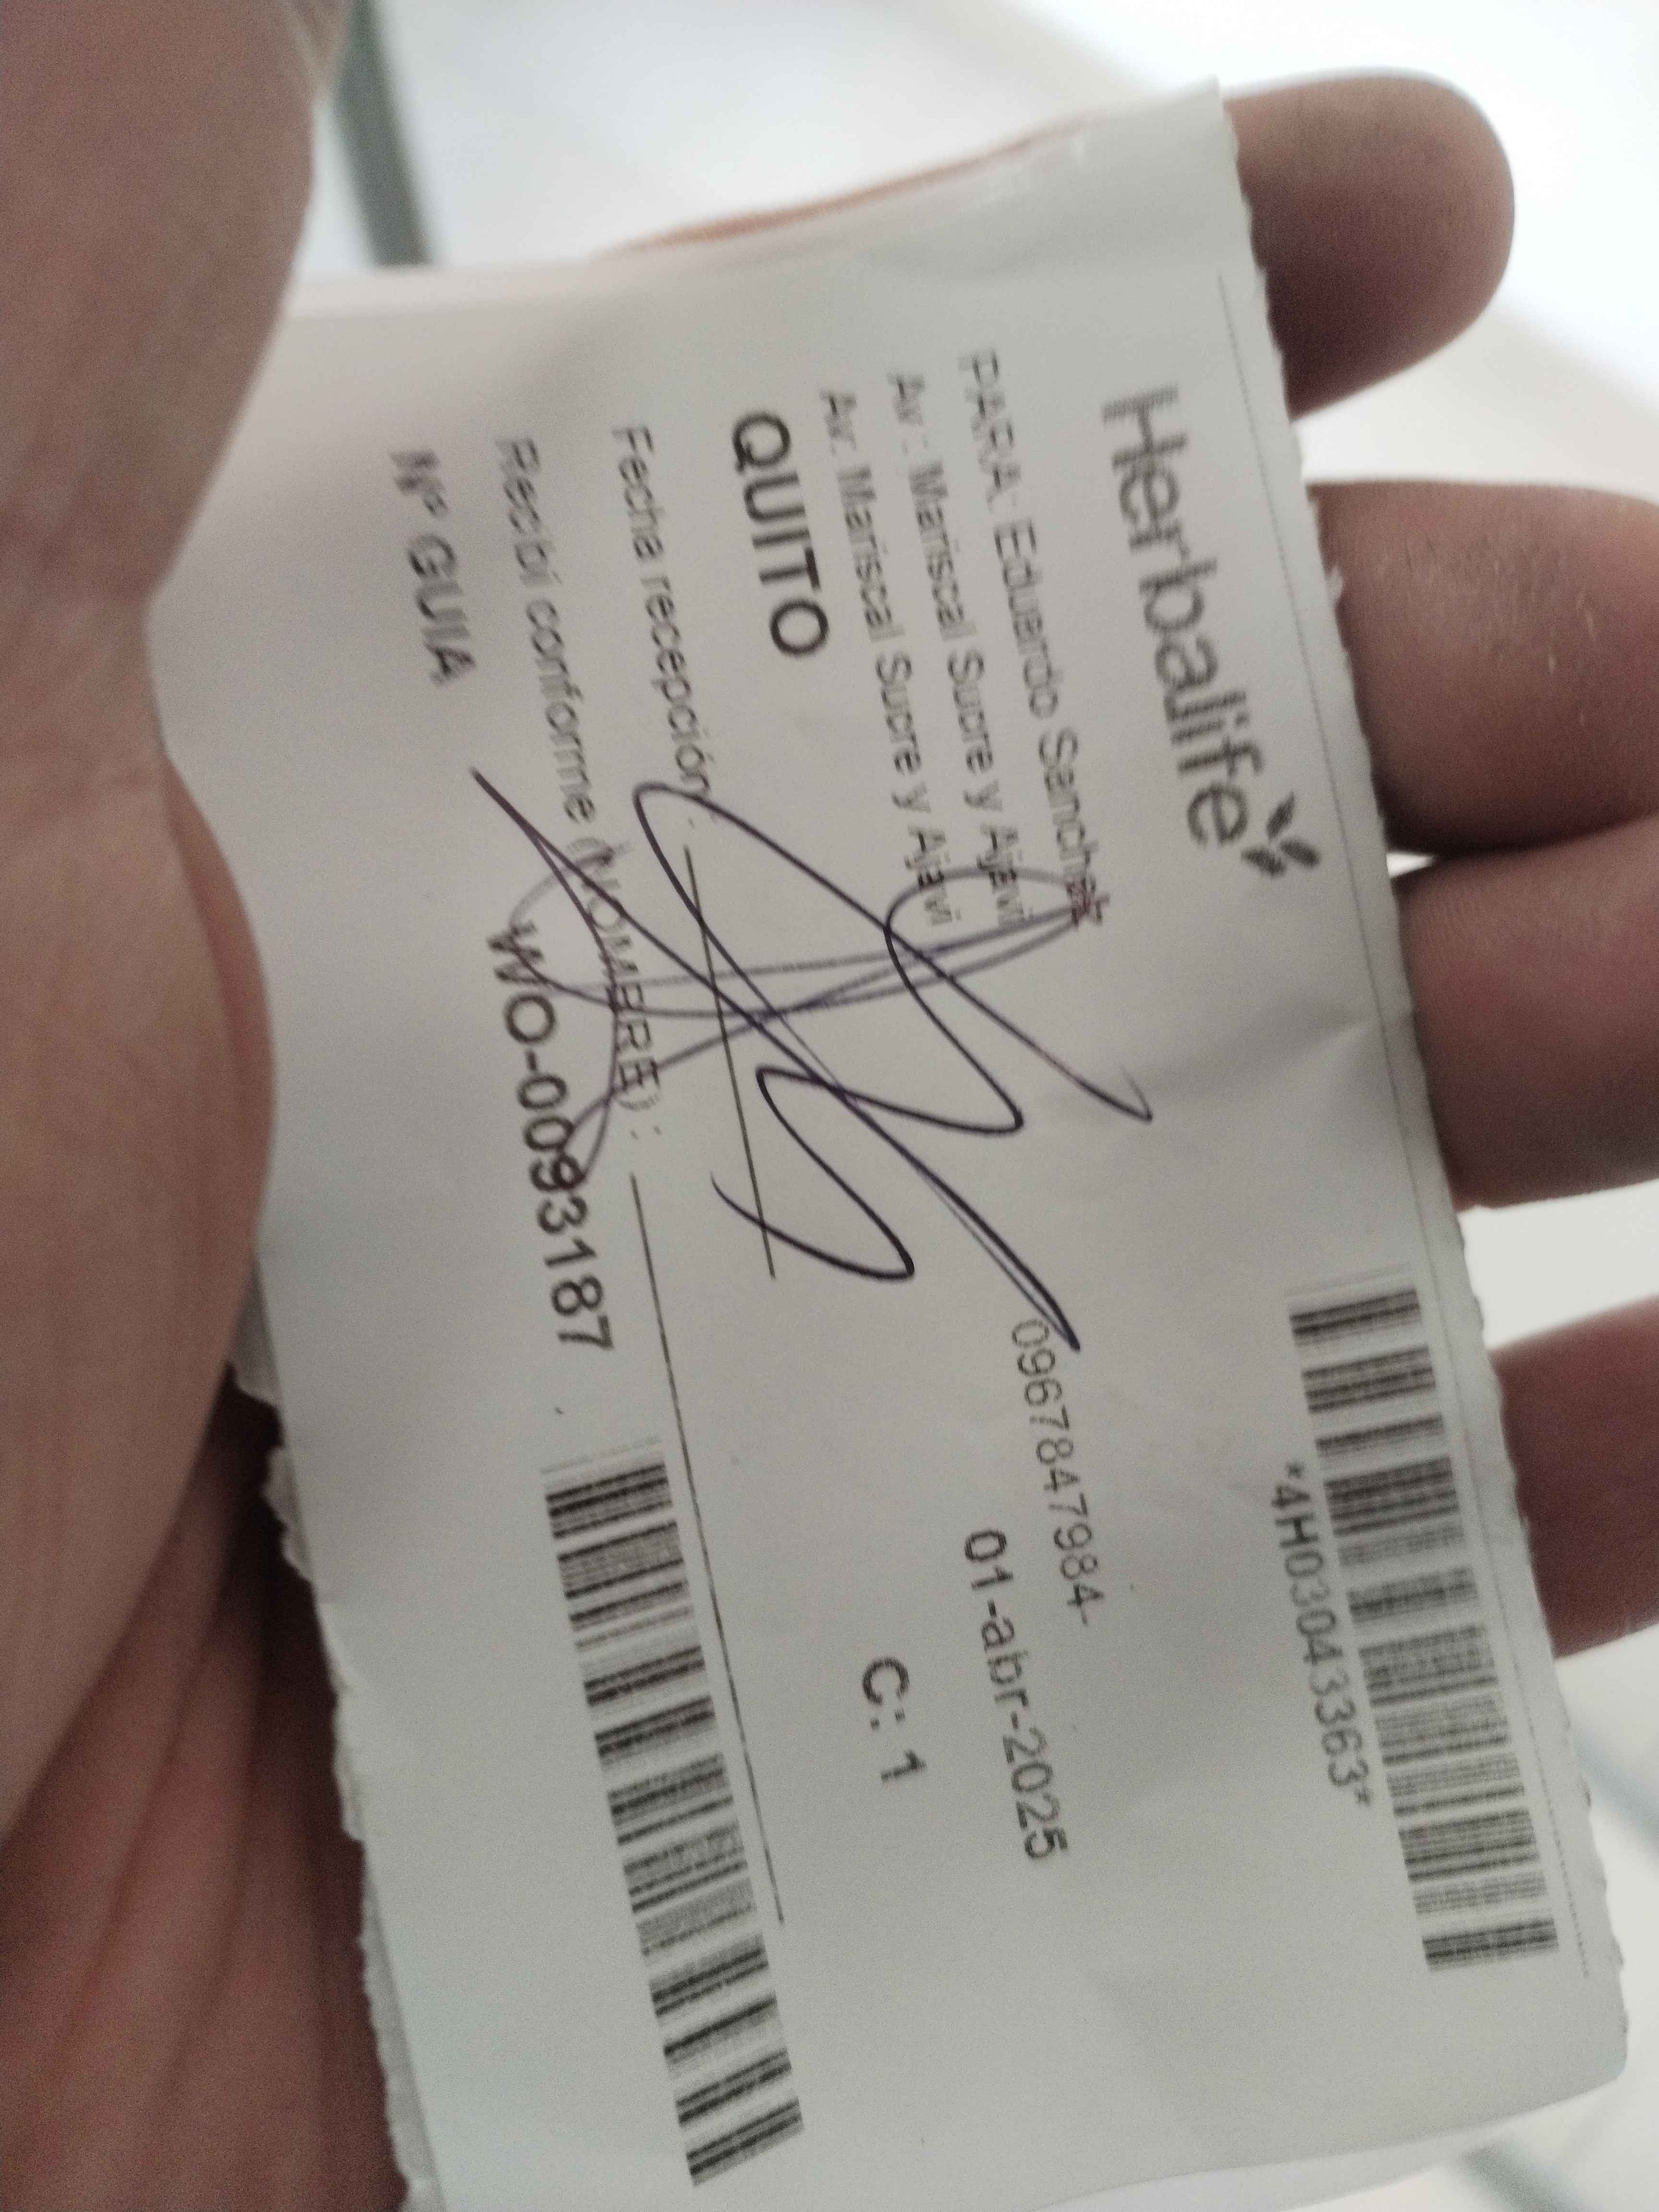 Herbalife
*4H03043363*
PARA: Eduardo Sanchez
0967847984-
Av: Mariscal Sucre y Ajavi
01-abr-2025
Av: Mariscal Sucre y Ajavi
QUITO
C: 1
Fecha recepción:
Recibí conforme (NOMBRE) :
Nº GUIA
WO-0093187